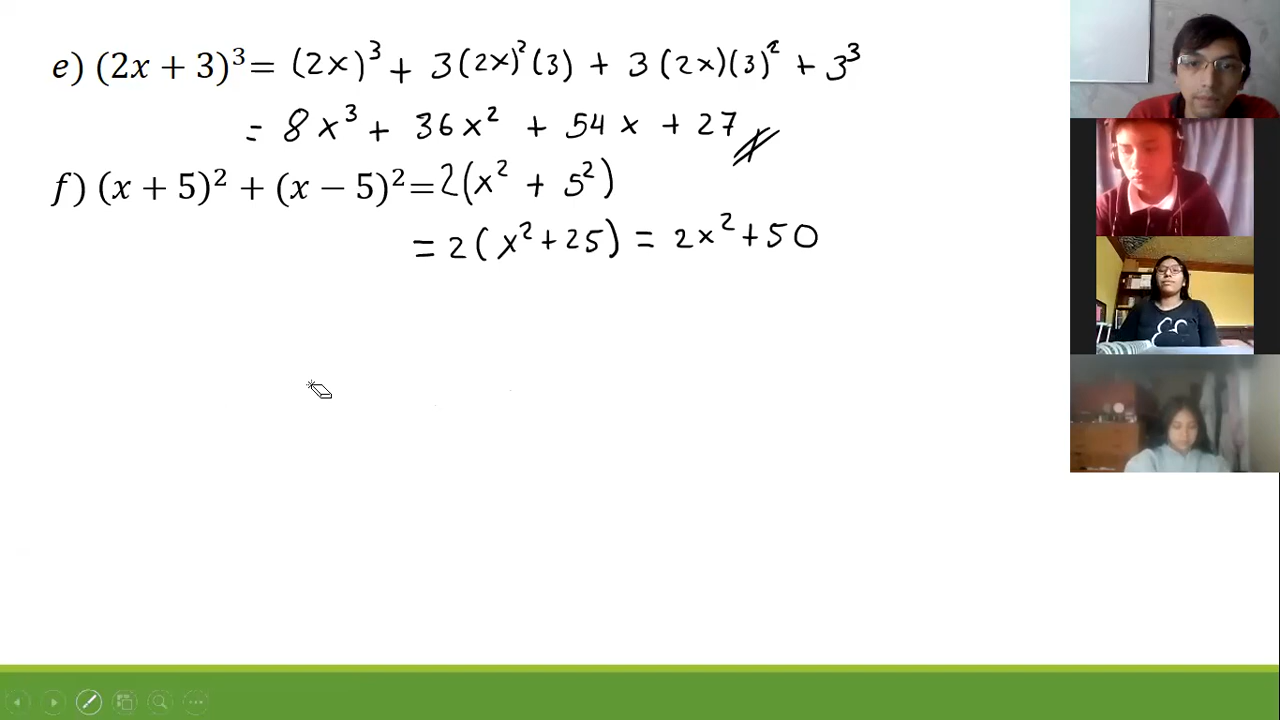 e) (2x + 3)³= (2x)³ + 3(2x)²(3) + 3(2x)(3)² + 3³
= 8x³ + 36x² + 54x + 27
f) (x + 5)² + (x − 5)²=2(x² + 5²)
= 2(x²+25) = 2x²+50